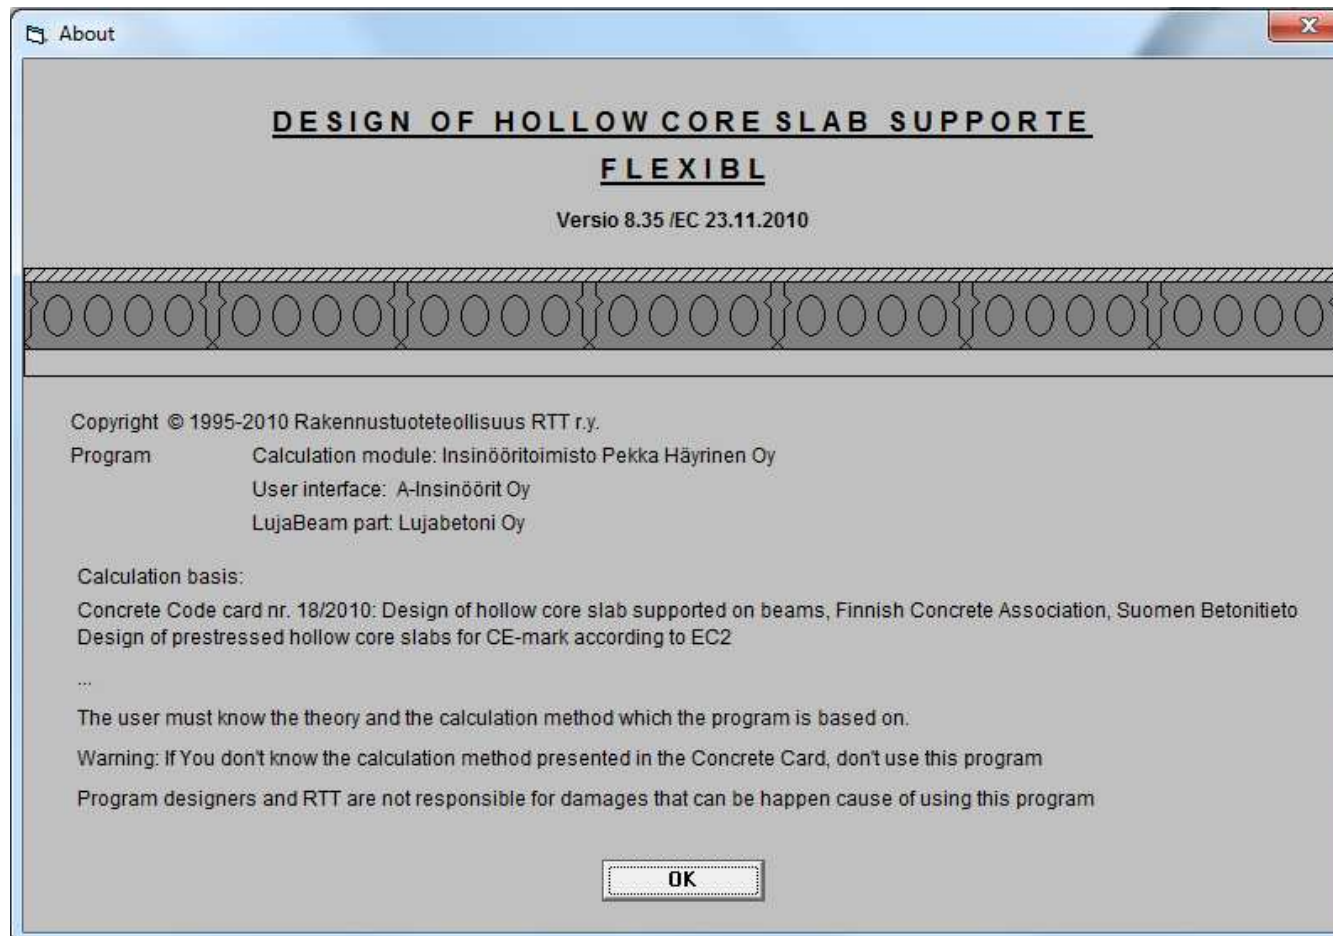 About
DESIGN OF HOLLOW CORE SLAB SUPPORTE
FLEXIBL
Versio 8.35 /EC 23.11.2010
Copyright © 1995-2010 Rakennustuoteteollisuus RTT r.y.
Program Calculation module: Insinööritoimisto Pekka Häyrinen Oy
User interface: A-Insinöörit Oy
LujaBeam part: Lujabetoni Oy
Calculation basis:
Concrete Code card nr. 18/2010: Design of hollow core slab supported on beams, Finnish Concrete Association, Suomen Betonitieto
Design of prestressed hollow core slabs for CE-mark according to EC2
...
The user must know the theory and the calculation method which the program is based on.
Warning: If You don't know the calculation method presented in the Concrete Card, don't use this program
Program designers and RTT are not responsible for damages that can be happen cause of using this program
OK